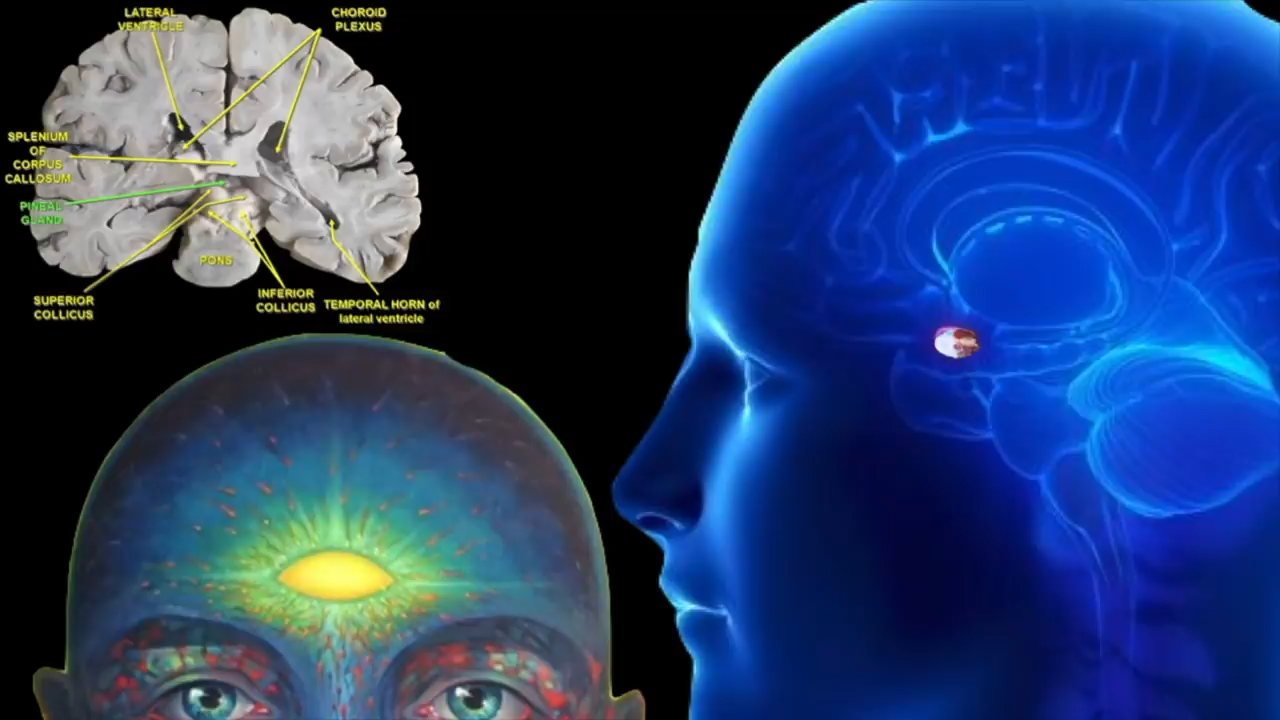 LATERAL
VENTRICLE
CHOROID
PLEXUS
SPLENIUM
OF
CORPUS
CALLOSUM
PINEAL
GLAND
PONS
SUPERIOR
COLLICUS
INFERIOR
COLLICUS
TEMPORAL HORN of
lateral ventricle